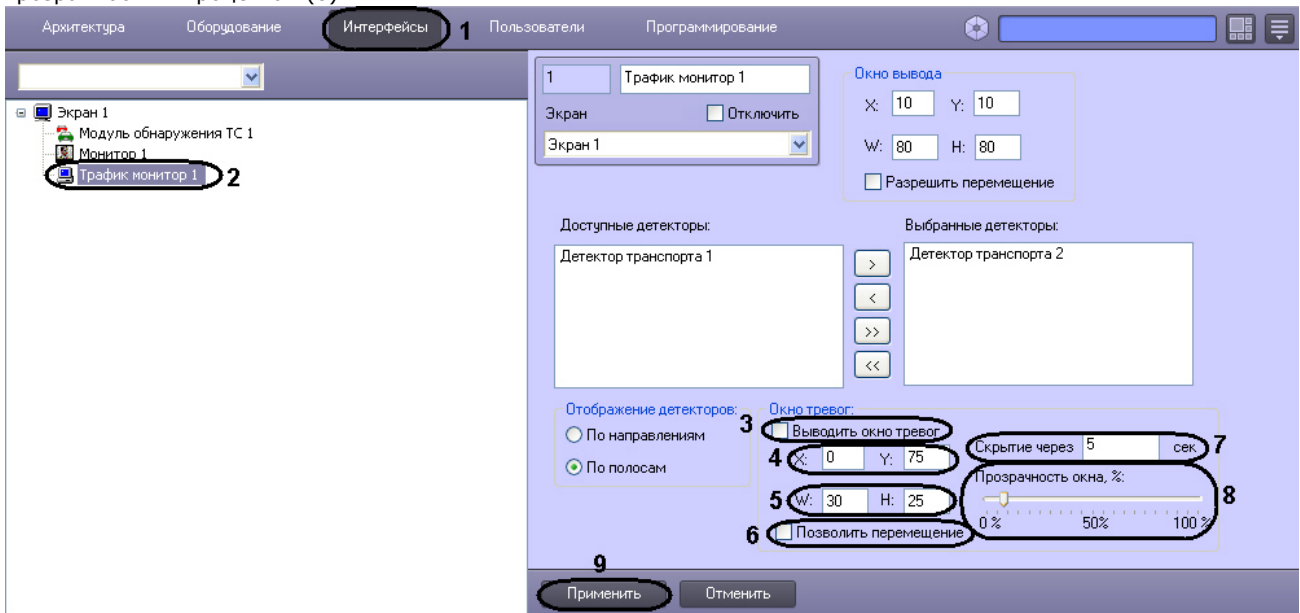 Архитектура Оборудование Интерфейсы 1 Пользователи Программирование
Экран 1
Модуль обнаружения ТС 1
Монитор 1
Трафик монитор 1 2
1 Трафик монитор 1
Экран Отключить
Экран 1
Окно вывода
X: 10 Y: 10
W: 80 H: 80
Разрешить перемещение
Доступные детекторы:
Детектор транспорта 1
>
<
>>
<<
Выбранные детекторы:
Детектор транспорта 2
Отображение детекторов:
По направлениям
По полосам
Окно тревог:
3 Выводить окно тревог
4 X: 0 Y: 75
5 W: 30 H: 25
6 Позволить перемещение
Скрытие через 5 сек 7
Прозрачность окна, %:
8
0 % 50% 100 %
9
Применить Отменить